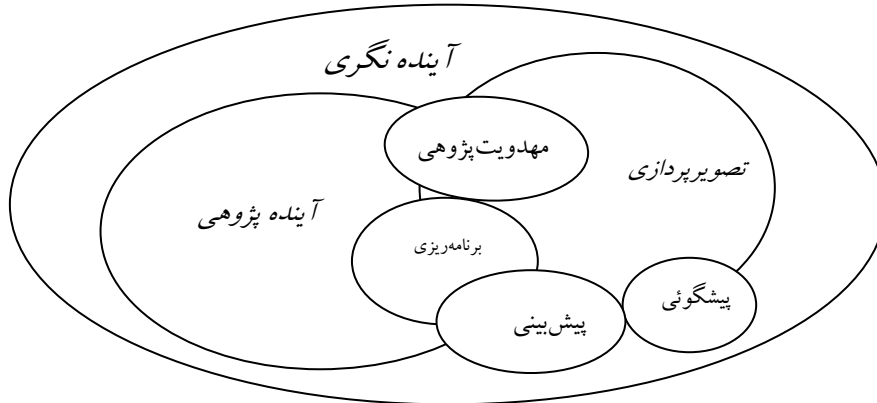 آینده نگری
مهدویت‌پژوهی
تصویرپردازی
آینده پژوهی
برنامه‌ریزی
پیشگوئی
پیش‌بینی